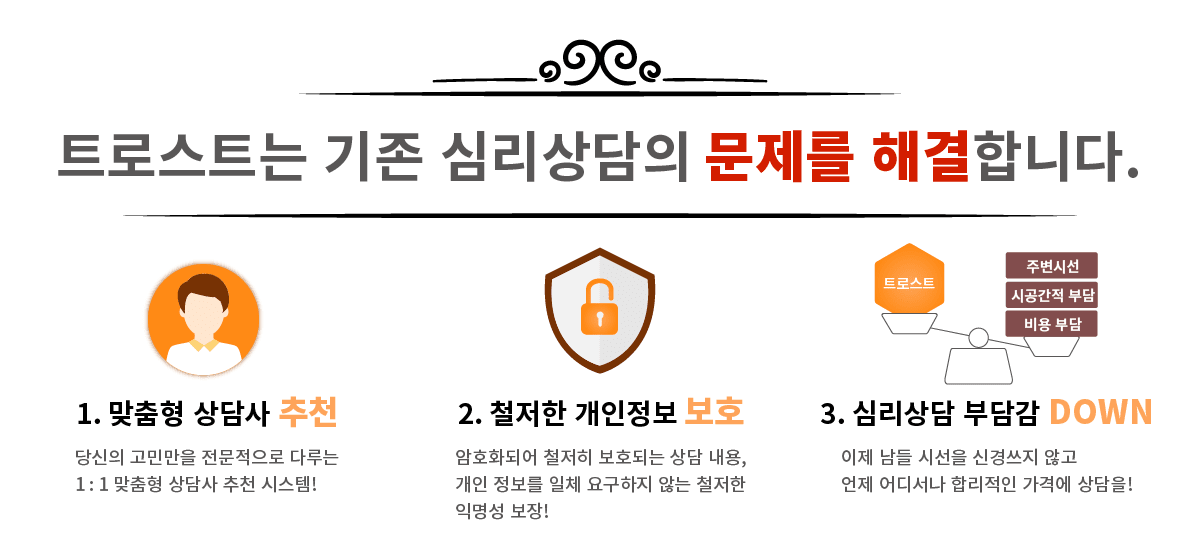 트로스트는 기존 심리상담의 문제를 해결합니다.
트로스트
주변시선
시공간적 부담
비용 부담
1. 맞춤형 상담사 추천
당신의 고민만을 전문적으로 다루는
1 : 1 맞춤형 상담사 추천 시스템!
2. 철저한 개인정보 보호
암호화되어 철저히 보호되는 상담 내용,
개인 정보를 일체 요구하지 않는 철저한
익명성 보장!
3. 심리상담 부담감 DOWN
이제 남들 시선을 신경쓰지 않고
언제 어디서나 합리적인 가격에 상담을!